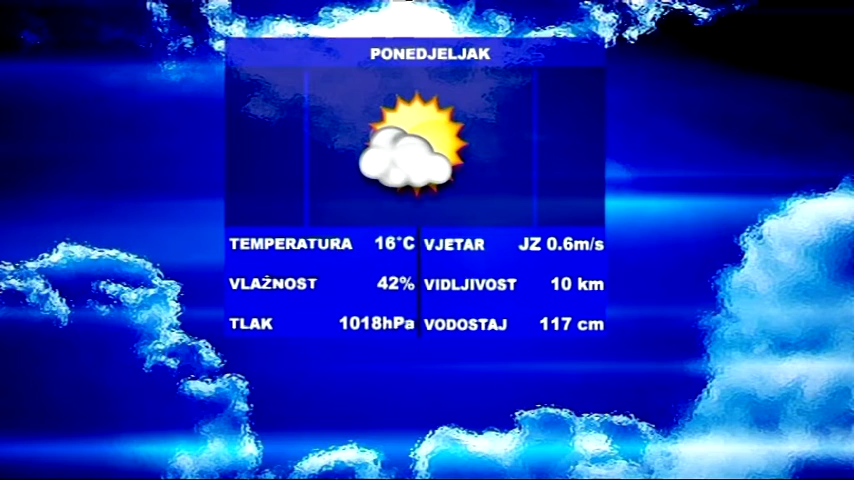 PONEDJELJAK
TEMPERATURA 16°C VJETAR JZ 0.6m/s
VLAŽNOST 42% VIDLJIVOST 10 km
TLAK 1018hPa VODOSTAJ 117 cm